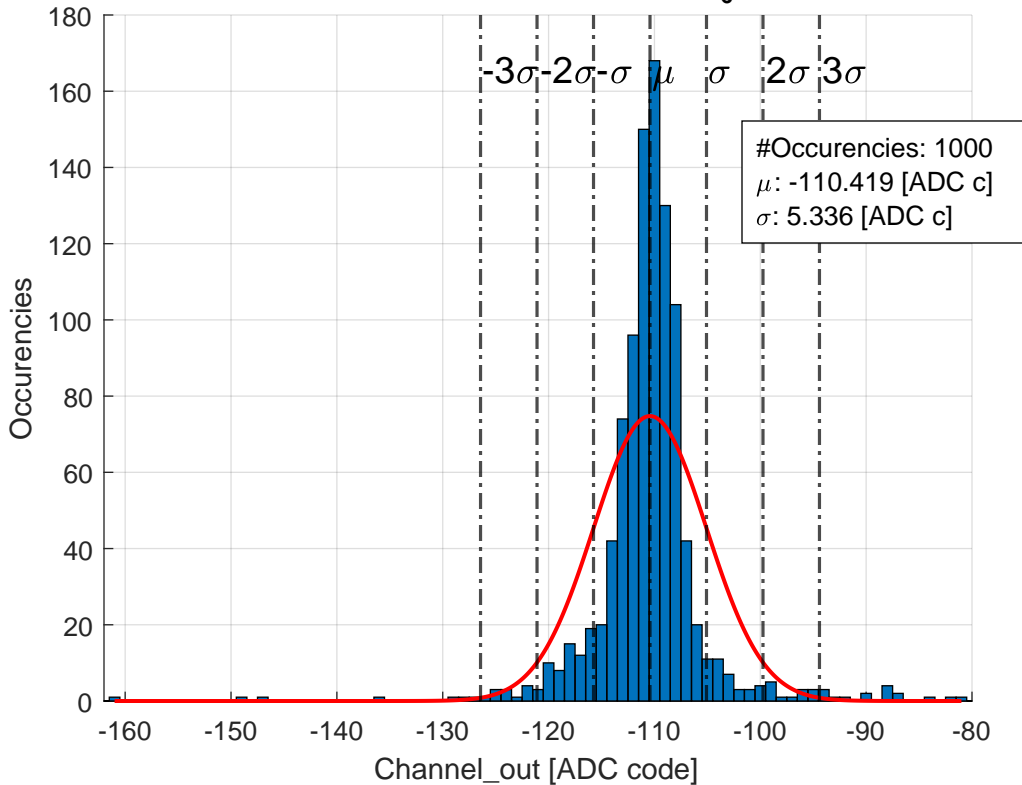 180
160
140
120
100
80
60
40
20
0
-3σ -2σ -σ μ σ 2σ 3σ
#Occurencies: 1000
μ: -110.419 [ADC c]
σ: 5.336 [ADC c]
Occurencies
-160 -150 -140 -130 -120 -110 -100 -90 -80
Channel_out [ADC code]